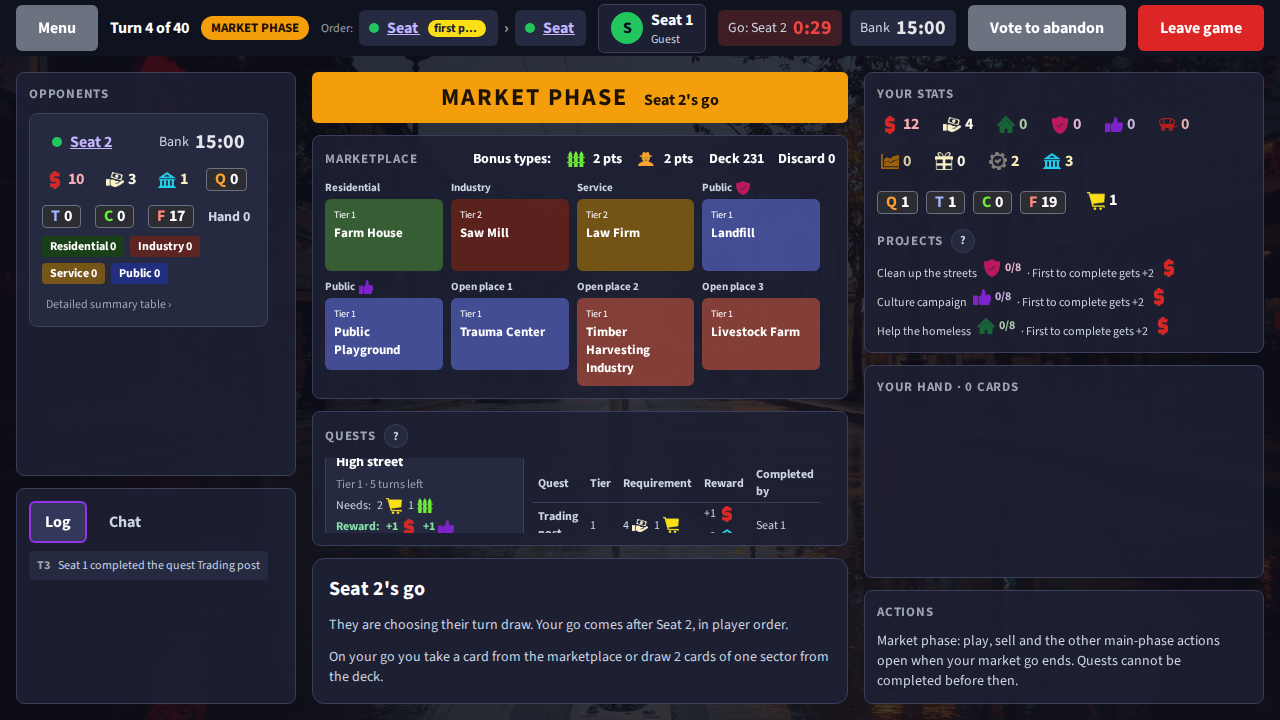 Menu
Turn 4 of 40
MARKET PHASE
Order:
Seat
first p...
›
Seat
S
Seat 1
Guest
Go: Seat 2 0:29
Bank 15:00
Vote to abandon
Leave game
OPPONENTS
Seat 2
Bank 15:00
10
3
1
Q 0
T 0
C 0
F 17
Hand 0
Residential 0
Industry 0
Service 0
Public 0
Detailed summary table ›
Log
Chat
T3 Seat 1 completed the quest Trading post
MARKET PHASE Seat 2's go
MARKETPLACE
Bonus types:
2 pts
2 pts
Deck 231
Discard 0
Residential
Tier 1
Farm House
Industry
Tier 2
Saw Mill
Service
Tier 2
Law Firm
Public
Tier 1
Landfill
Public
Tier 1
Public
Playground
Open place 1
Tier 1
Trauma Center
Open place 2
Tier 1
Timber
Harvesting
Industry
Open place 3
Tier 1
Livestock Farm
QUESTS ?
High street
Tier 1 · 5 turns left
Needs: 2 1
Reward: +1 +1
Quest
Tier
Requirement
Reward
Completed
by
Trading
post
1
4 1
+1
Seat 1
Seat 2's go
They are choosing their turn draw. Your go comes after Seat 2, in player order.
On your go you take a card from the marketplace or draw 2 cards of one sector from
the deck.
YOUR STATS
12
4
0
0
0
0
0
0
2
3
Q 1
T 1
C 0
F 19
1
PROJECTS ?
Clean up the streets 0/8 · First to complete gets +2
Culture campaign 0/8 · First to complete gets +2
Help the homeless 0/8 · First to complete gets +2
YOUR HAND · 0 CARDS
ACTIONS
Market phase: play, sell and the other main-phase actions
open when your market go ends. Quests cannot be
completed before then.